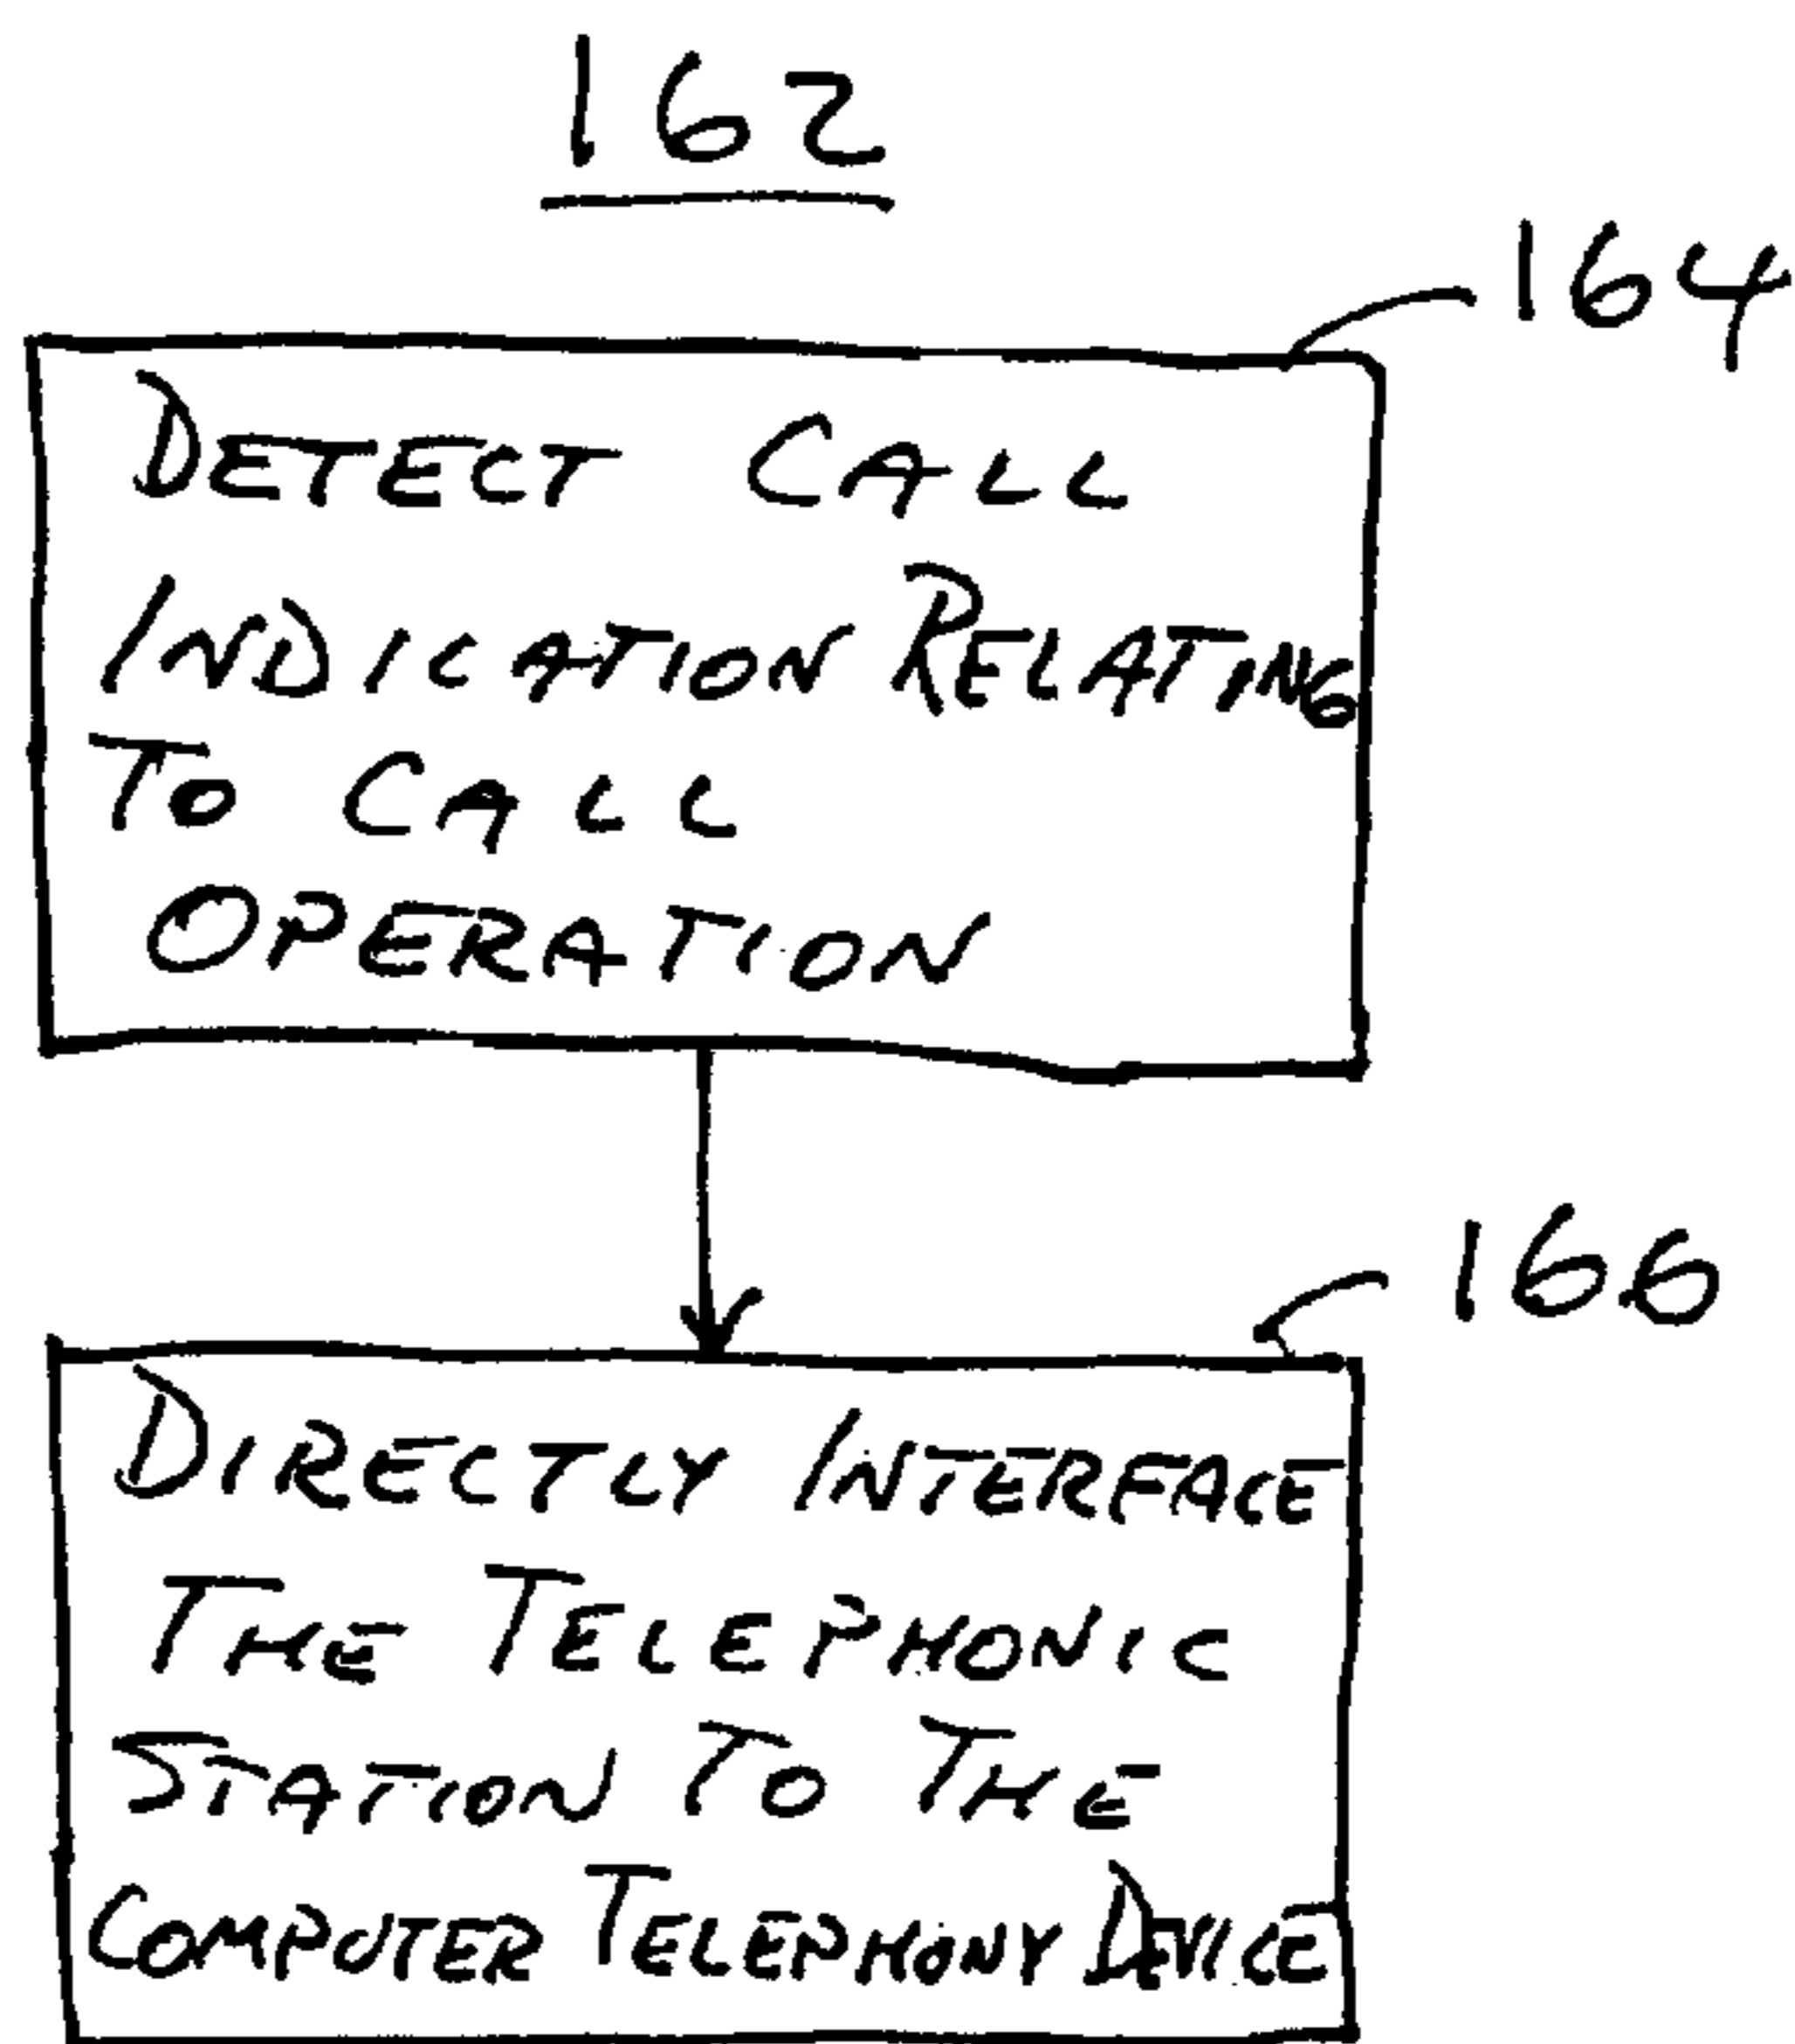 162
164
DETECT CALL
INDICATION RELATING
TO CALL
OPERATION
166
DIRECTLY INTERFACE
THE TELEPHONIC
STATION TO THE
COMPUTER TELEPHONY DEVICE